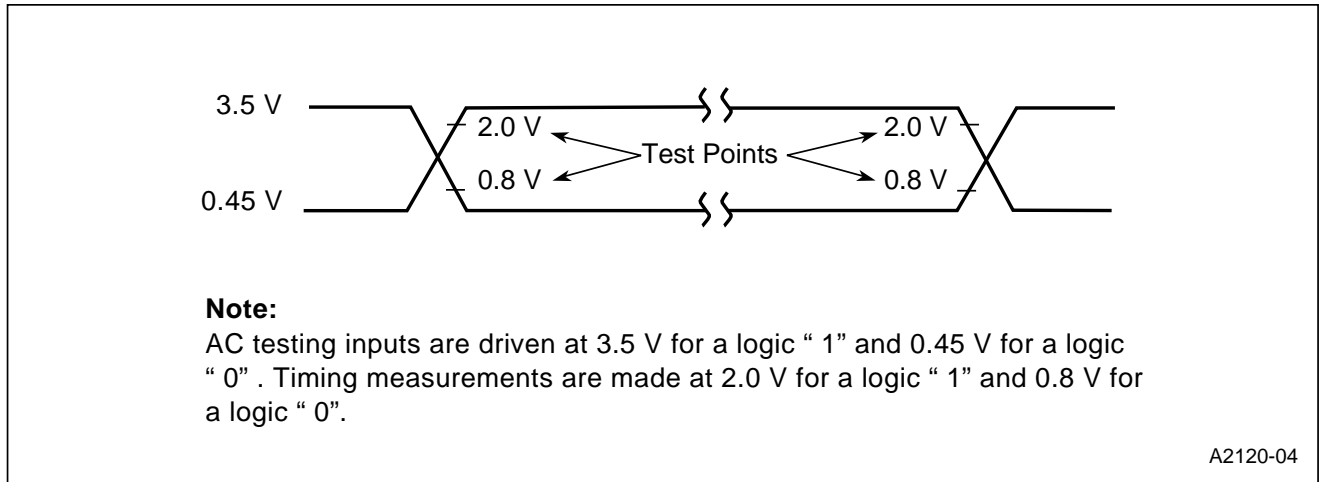 3.5 V
2.0 V
2.0 V
Test Points
0.8 V
0.8 V
0.45 V
Note:
AC testing inputs are driven at 3.5 V for a logic “ 1” and 0.45 V for a logic
“ 0” . Timing measurements are made at 2.0 V for a logic “ 1” and 0.8 V for
a logic “ 0”.
A2120-04